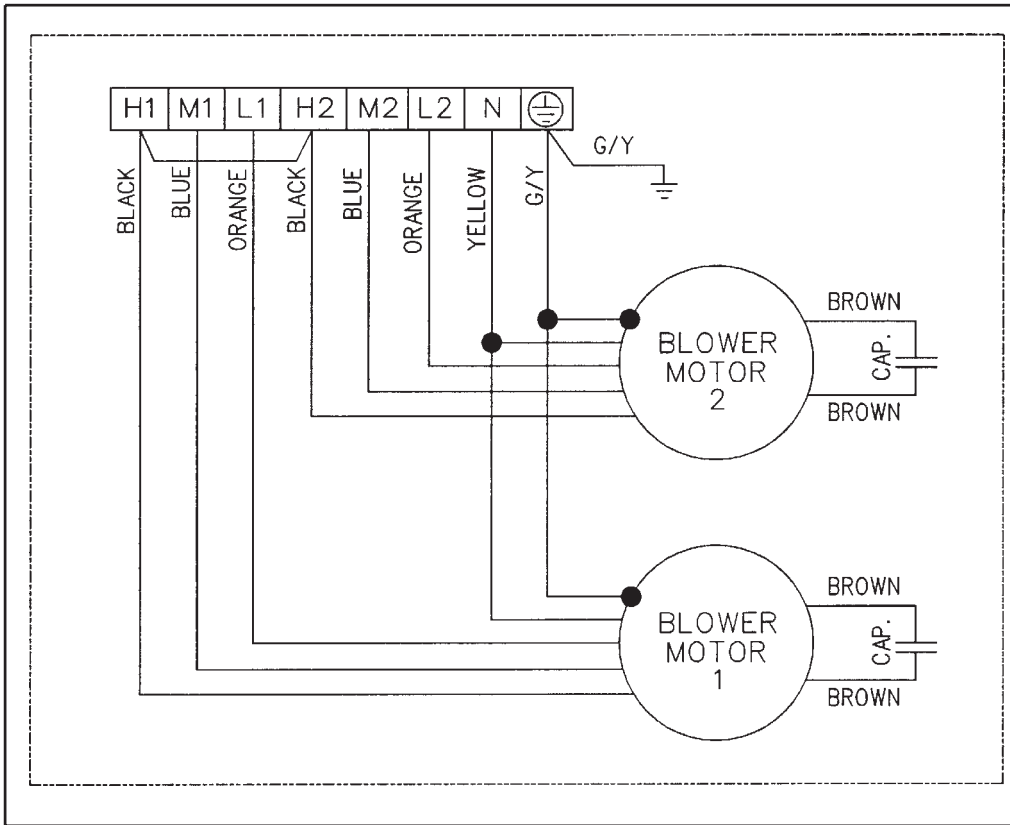 H1 M1 L1 H2 M2 L2 N
G/Y
BLACK
BLUE
ORANGE
BLACK
BLUE
ORANGE
YELLOW
G/Y
BLOWER
MOTOR
2
BROWN
CAP.
BROWN
BLOWER
MOTOR
1
BROWN
CAP.
BROWN